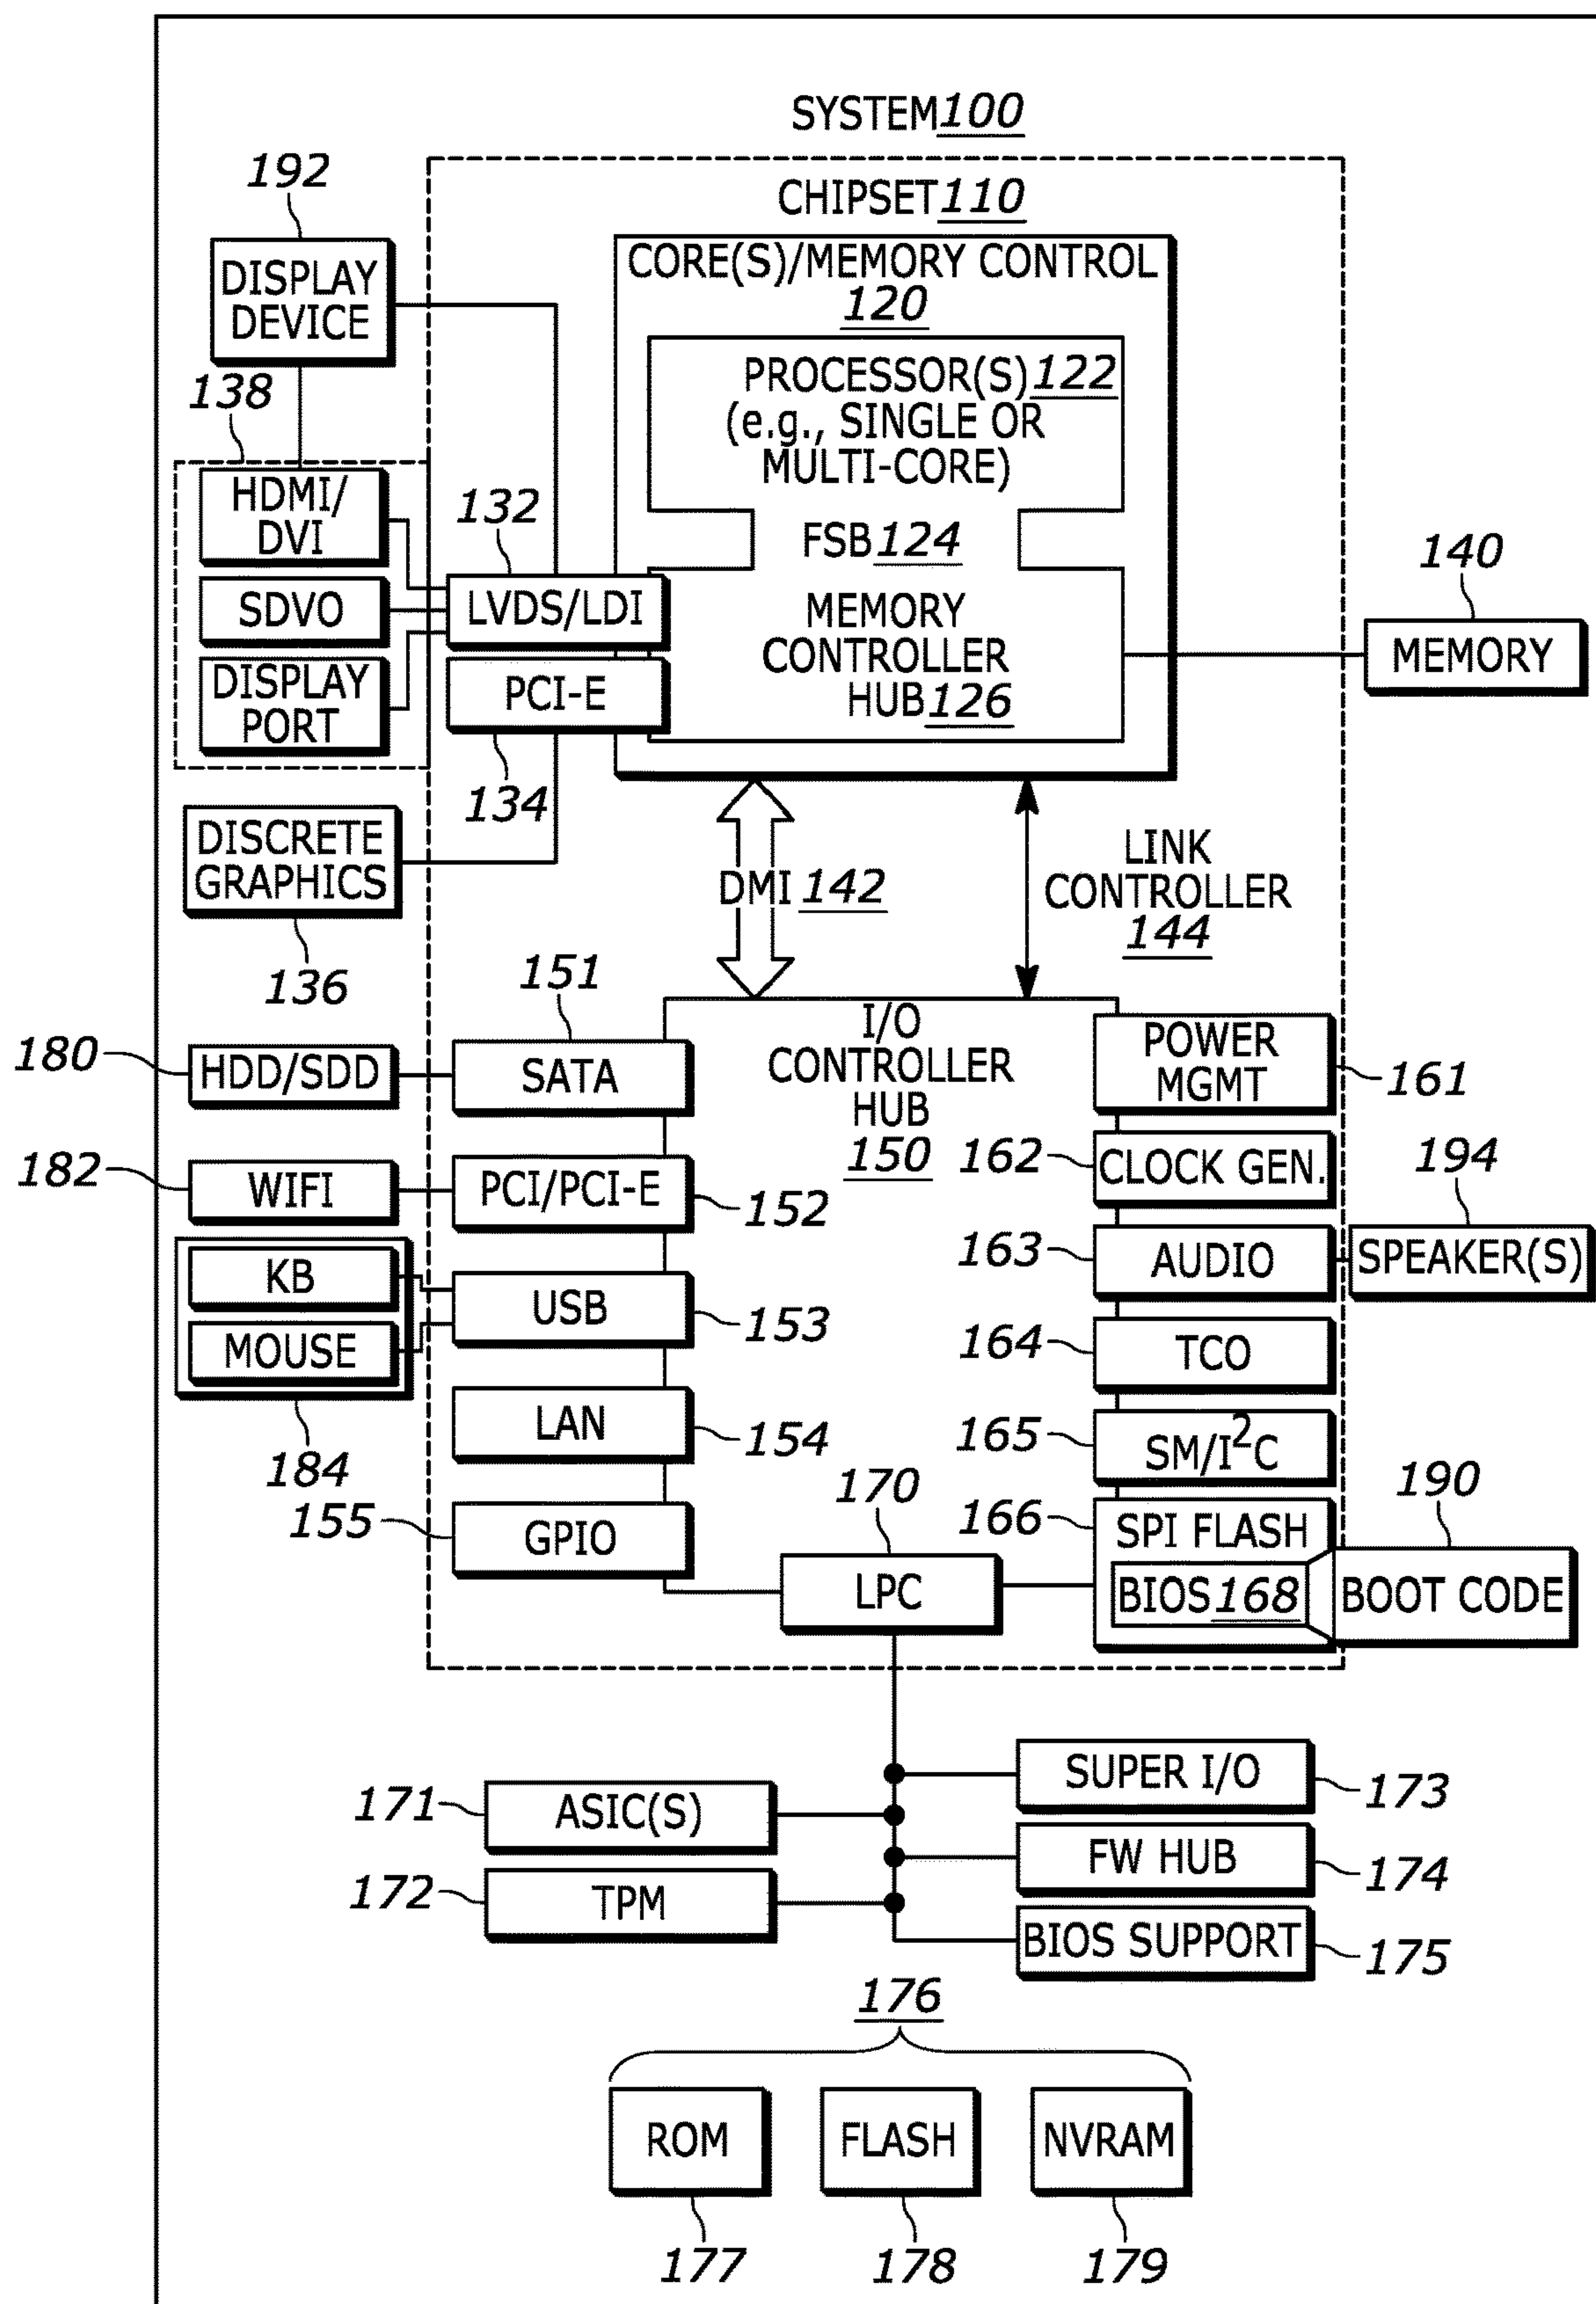 SYSTEM 100
CHIPSET 110
192
DISPLAY
DEVICE
CORE(S)/MEMORY CONTROL
120
PROCESSOR(S) 122
(e.g., SINGLE OR
MULTI-CORE)
FSB 124
MEMORY
CONTROLLER
HUB 126
138
HDMI/
DVI
SDVO
DISPLAY
PORT
132
LVDS/LDI
PCI-E
134
140
MEMORY
DISCRETE
GRAPHICS
136
DMI 142
LINK
CONTROLLER
144
I/O
CONTROLLER
HUB
150
151
SATA
180
HDD/SDD
182
WIFI
PCI/PCI-E
152
KB
MOUSE
184
USB
153
LAN
154
155
GPIO
POWER
MGMT
161
162
CLOCK GEN.
163
AUDIO
194
SPEAKER(S)
164
TCO
165
SM/I²C
166
SPI FLASH
BIOS 168
190
BOOT CODE
170
LPC
171
ASIC(S)
172
TPM
SUPER I/O
173
FW HUB
174
BIOS SUPPORT
175
176
ROM
FLASH
NVRAM
177
178
179